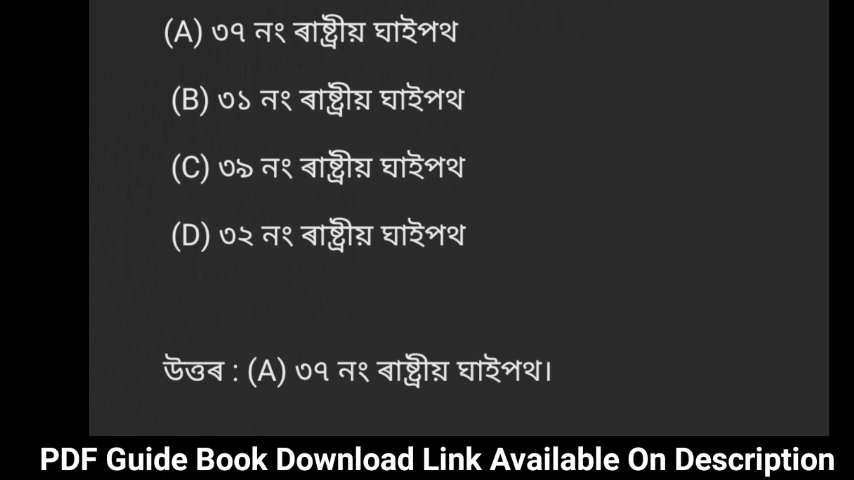 (A) ৩৭ নং ৰাষ্ট্ৰীয় ঘাইপথ
(B) ৩১ নং ৰাষ্ট্ৰীয় ঘাইপথ
(C) ৩৯ নং ৰাষ্ট্ৰীয় ঘাইপথ
(D) ৩২ নং ৰাষ্ট্ৰীয় ঘাইপথ
উত্তৰ : (A) ৩৭ নং ৰাষ্ট্ৰীয় ঘাইপথ।
PDF Guide Book Download Link Available On Description